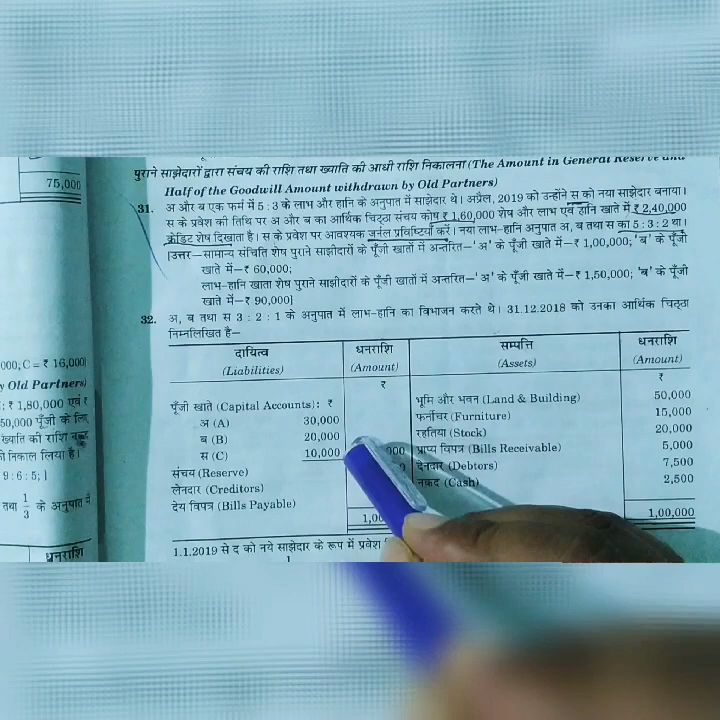 75,000
पुराने साझेदारों द्वारा संचय की राशि तथा ख्याति की आधी राशि निकालना (The Amount in General Reserve and
Half of the Goodwill Amount withdrawn by Old Partners)
31. अ और ब एक फर्म में 5 : 3 के लाभ और हानि के अनुपात में साझेदार थे। अप्रैल, 2019 को उन्होंने स को नया साझेदार बनाया।
स के प्रवेश की तिथि पर अ और ब का आर्थिक चिट्ठा संचय कोष ₹ 1,60,000 शेष और लाभ एवं हानि खाते में ₹ 2,40,000
क्रेडिट शेष दिखाता है। स के प्रवेश पर आवश्यक जर्नल प्रविष्टियाँ करें। नया लाभ-हानि अनुपात अ, ब तथा स का 5 : 3 : 2 था।
[उत्तर—सामान्य संचिति शेष पुराने साझीदारों के पूँजी खातों में अन्तरित—'अ' के पूँजी खाते में—₹ 1,00,000; 'ब' के पूँजी
खाते में—₹ 60,000;
लाभ-हानि खाता शेष पुराने साझीदारों के पूँजी खातों में अन्तरित—'अ' के पूँजी खाते में—₹ 1,50,000; 'ब' के पूँजी
खाते में—₹ 90,000]
32. अ, ब तथा स 3 : 2 : 1 के अनुपात में लाभ-हानि का विभाजन करते थे। 31.12.2018 को उनका आर्थिक चिट्ठा
निम्नलिखित है—
दायित्व धनराशि सम्पत्ति धनराशि
(Liabilities) (Amount) (Assets) (Amount)
₹ ₹
पूँजी खाते (Capital Accounts): ₹ भूमि और भवन (Land & Building) 50,000
अ (A) 30,000 फर्नीचर (Furniture) 15,000
ब (B) 20,000 रहतिया (Stock) 20,000
स (C) 10,000 000 प्राप्य विपत्र (Bills Receivable) 5,000
संचय (Reserve) देनदार (Debtors) 7,500
लेनदार (Creditors) नकद (Cash) 2,500
देय विपत्र (Bills Payable)
1,00 1,00,000
1.1.2019 से द को नये साझेदार के रूप में प्रवेश
000; C = ₹ 16,000]
y Old Partners)
: ₹ 1,80,000 एवं ₹
50,000 पूँजी के लिए
ख्याति की राशि नकद
ने निकाल लिया है।
9 : 6 : 5; ]
तथा 1/3 के अनुपात में
धनराशि